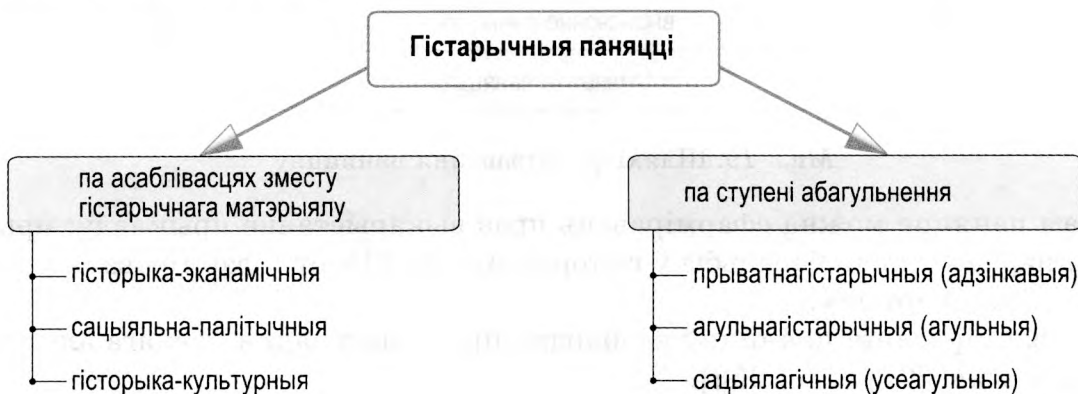 Гістарычныя паняцці
па асаблівасцях зместу
гістарычнага матэрыялу
гісторыка-эканамічныя
сацыяльна-палітычныя
гісторыка-культурныя
па ступені абагульнення
прыватнагістарычныя (адзінкавыя)
агульнагістарычныя (агульныя)
сацыялагічныя (усеагульныя)